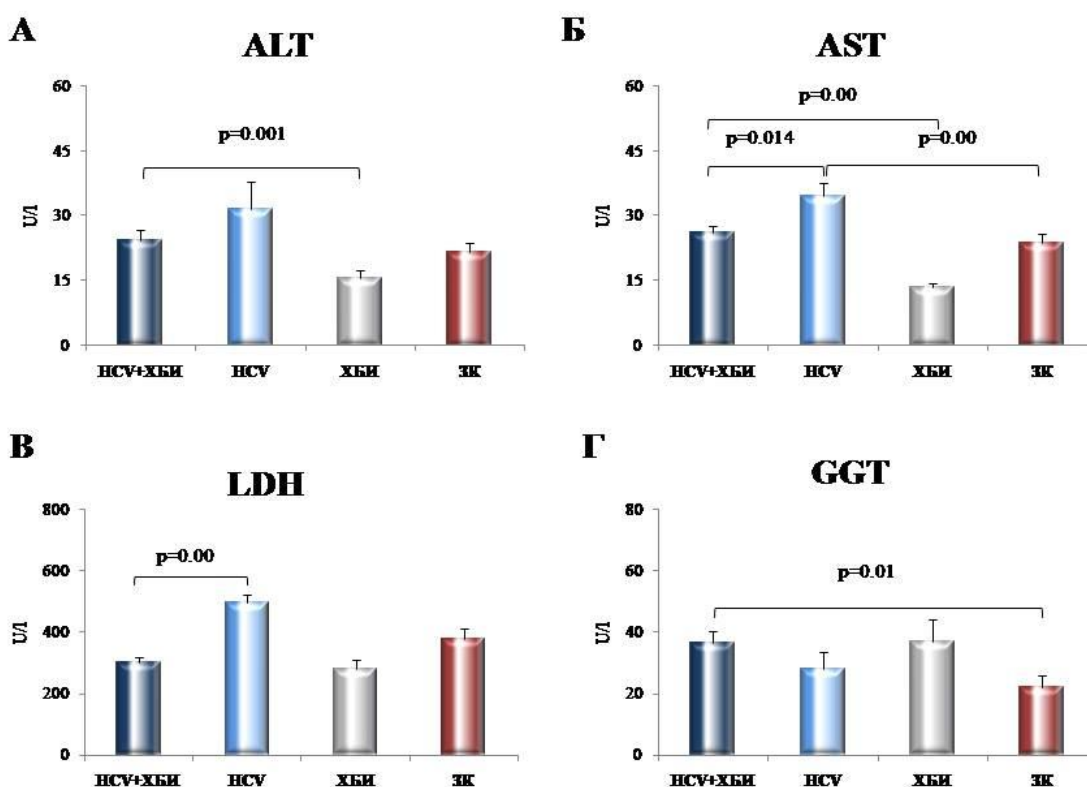 А
ALT
60
45
30
15
0
U/l
p=0.001
HCV+ХБИ HCV ХБИ ЗК
Б
AST
60
45
30
15
0
U/l
p=0.00
p=0.014
p=0.00
HCV+ХБИ HCV ХБИ ЗК
В
LDH
800
600
400
200
0
U/l
p=0.00
HCV+ХБИ HCV ХБИ ЗК
Г
GGT
80
60
40
20
0
U/l
p=0.01
HCV+ХБИ HCV ХБИ ЗК